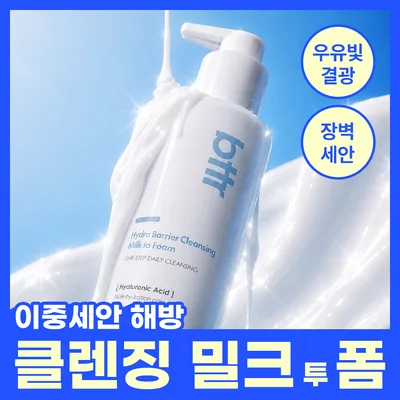 우유빛
결광
장벽
세안
bttr
Hydra Barrier Cleansing
Milk to Foam
ONE STEP DAILY CLEANSING
( Hyaluronic Acid )
이중세안 해방
클렌징 밀크 투 폼